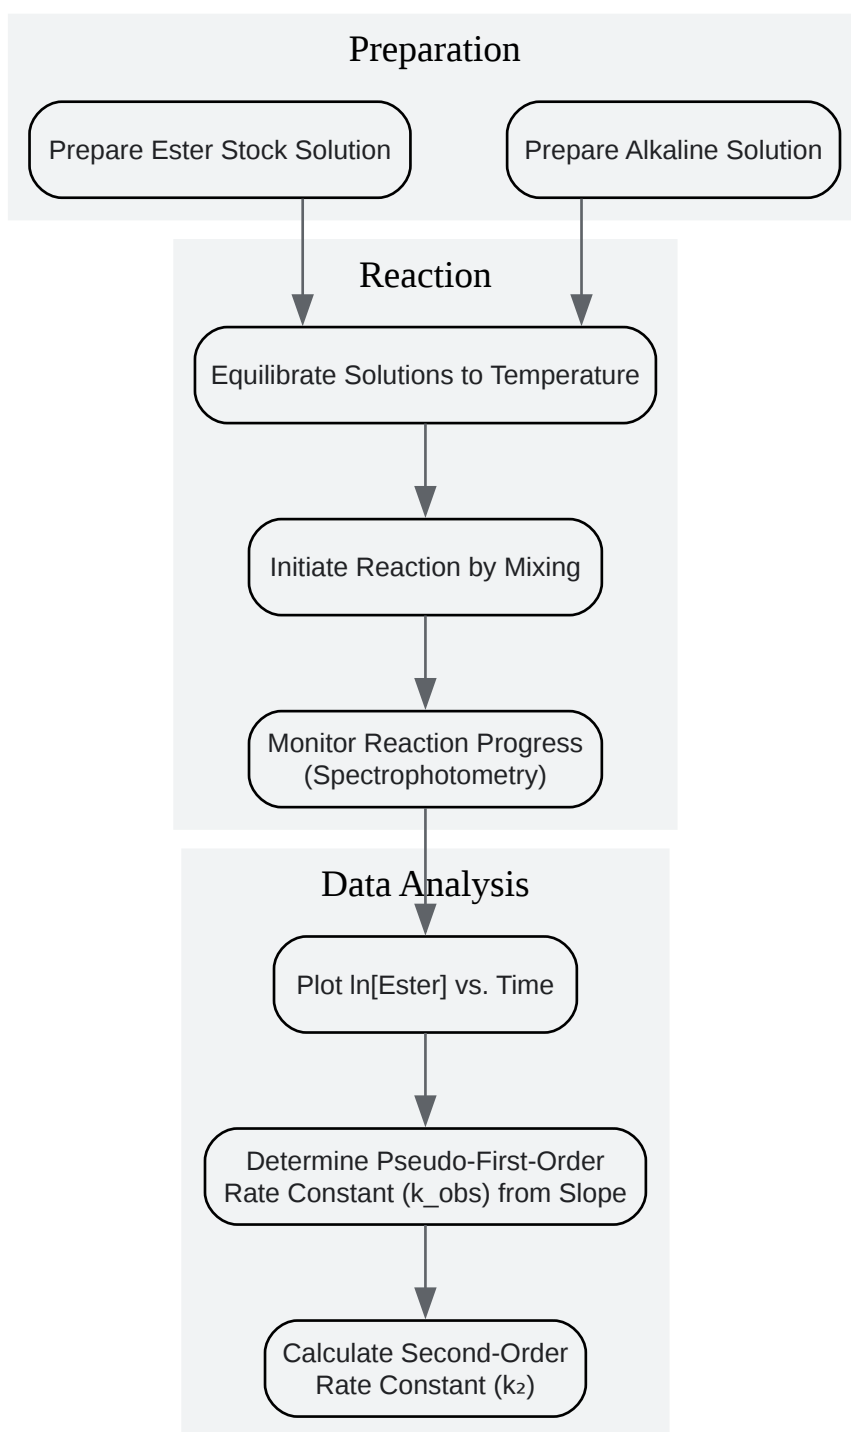 Preparation
Prepare Ester Stock Solution
Prepare Alkaline Solution
Reaction
Equilibrate Solutions to Temperature
Initiate Reaction by Mixing
Monitor Reaction Progress
(Spectrophotometry)
Data Analysis
Plot ln[Ester] vs. Time
Determine Pseudo-First-Order
Rate Constant (k_obs) from Slope
Calculate Second-Order
Rate Constant (k₂)